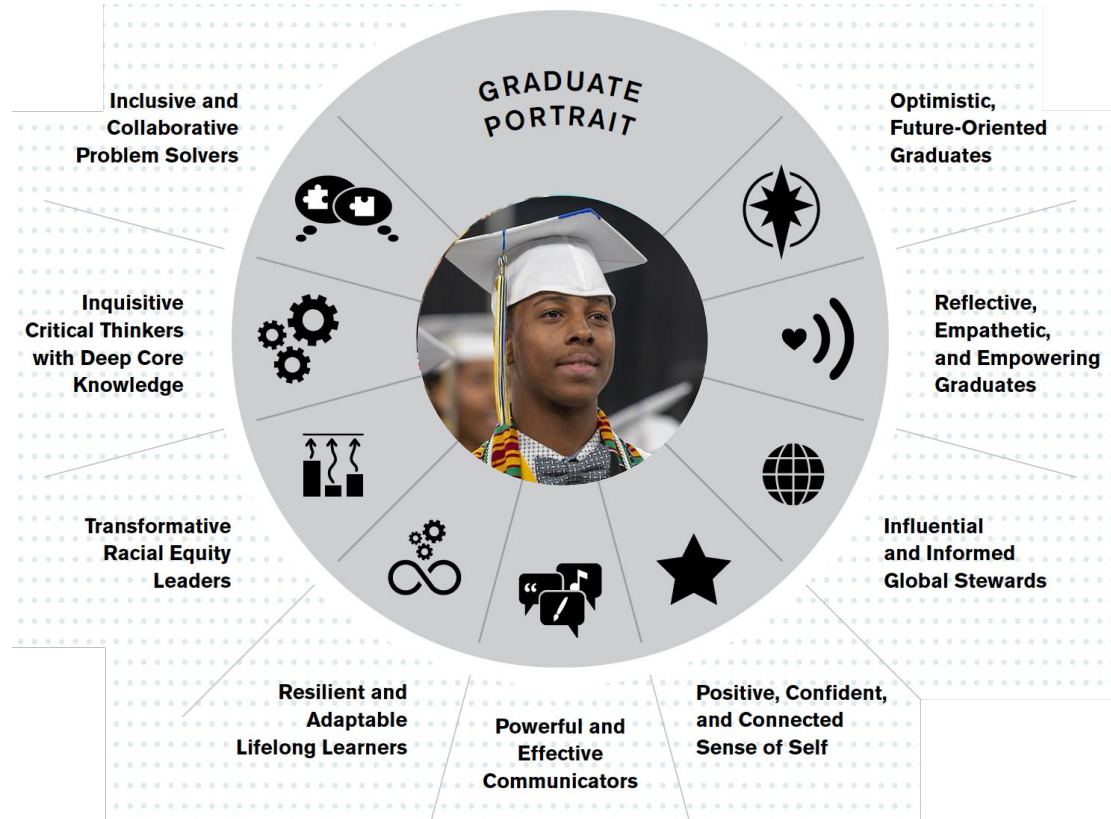 GRADUATE
PORTRAIT
Inclusive and
Collaborative
Problem Solvers
Optimistic,
Future-Oriented
Graduates
Inquisitive
Critical Thinkers
with Deep Core
Knowledge
Reflective,
Empathetic,
and Empowering
Graduates
Transformative
Racial Equity
Leaders
Influential
and Informed
Global Stewards
Resilient and
Adaptable
Lifelong Learners
Powerful and
Effective
Communicators
Positive, Confident,
and Connected
Sense of Self